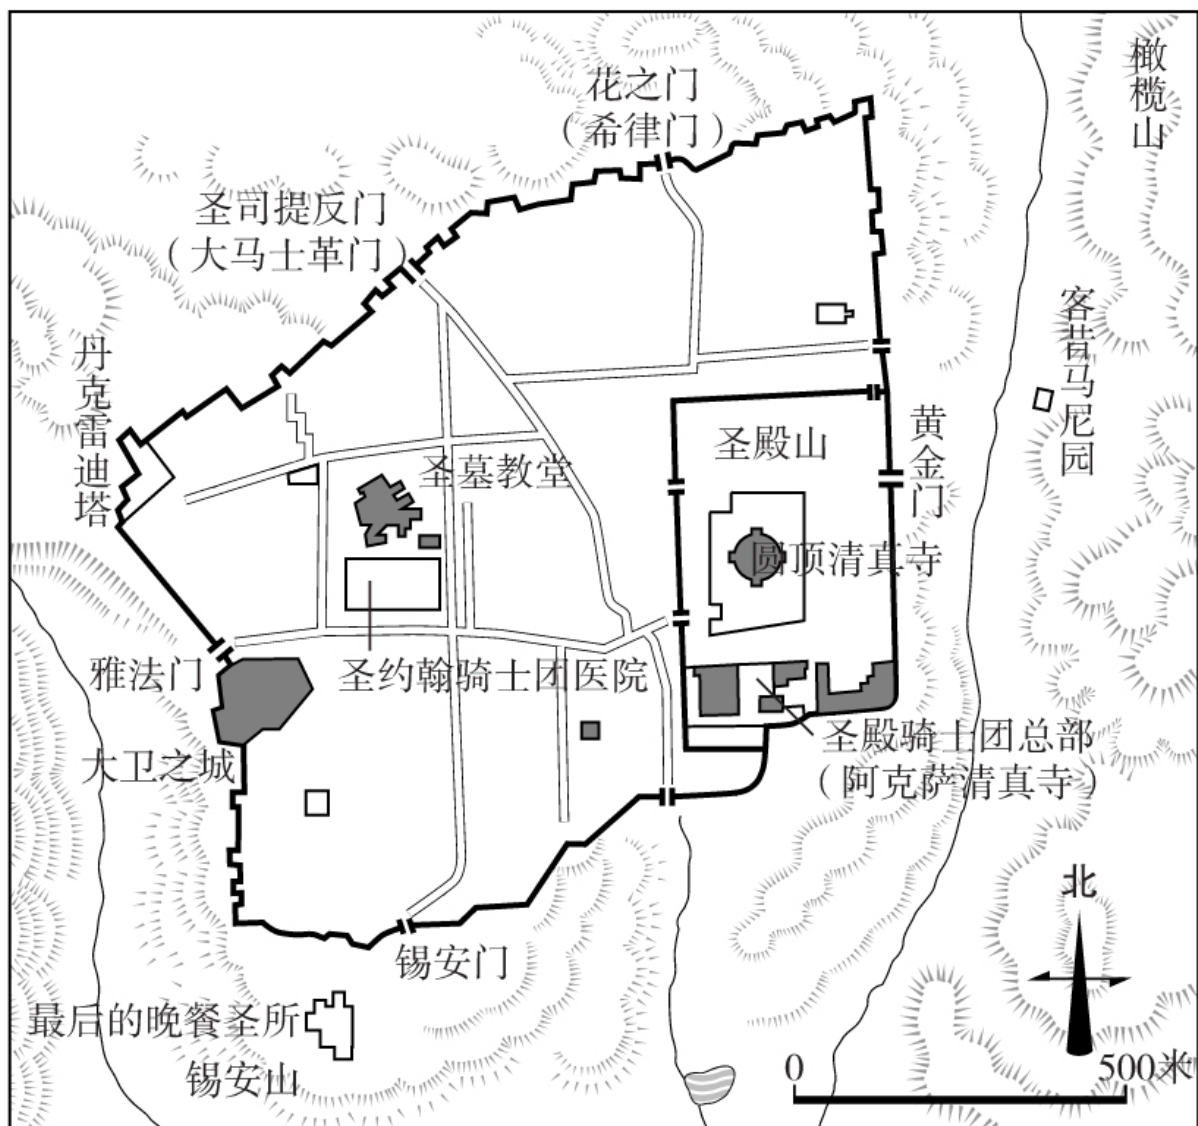 橄榄山
花之门
（希律门）
圣司提反门
（大马士革门）
客昔马尼园
丹克雷迪塔
黄金门
圣殿山
圣墓教堂
圆顶清真寺
雅法门
圣约翰骑士团医院
大卫之城
圣殿骑士团总部
（阿克萨清真寺）
北
锡安门
最后的晚餐圣所
锡安山
0
500米